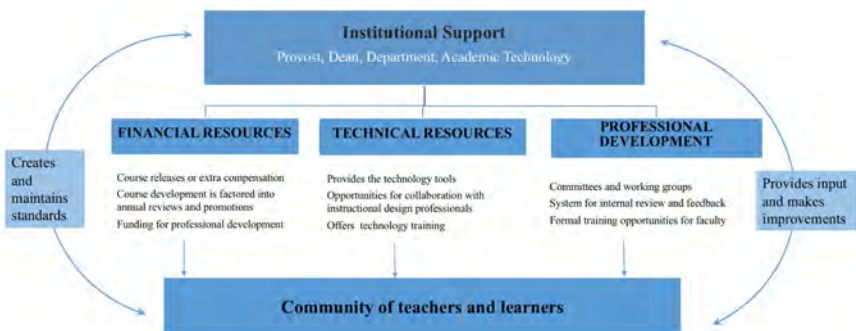 Institutional Support
Provost, Dean, Department, Academic Technology
FINANCIAL RESOURCES
TECHNICAL RESOURCES
PROFESSIONAL
DEVELOPMENT
Creates
and
maintains
standards
Course releases or extra compensation
Course development is factored into
annual reviews and promotions
Funding for professional development
Provides the technology tools
Opportunities for collaboration with
instructional design professionals
Offers technology training
Committees and working groups
System for internal review and feedback
Formal training opportunities for faculty
Provides input
and makes
improvements
Community of teachers and learners